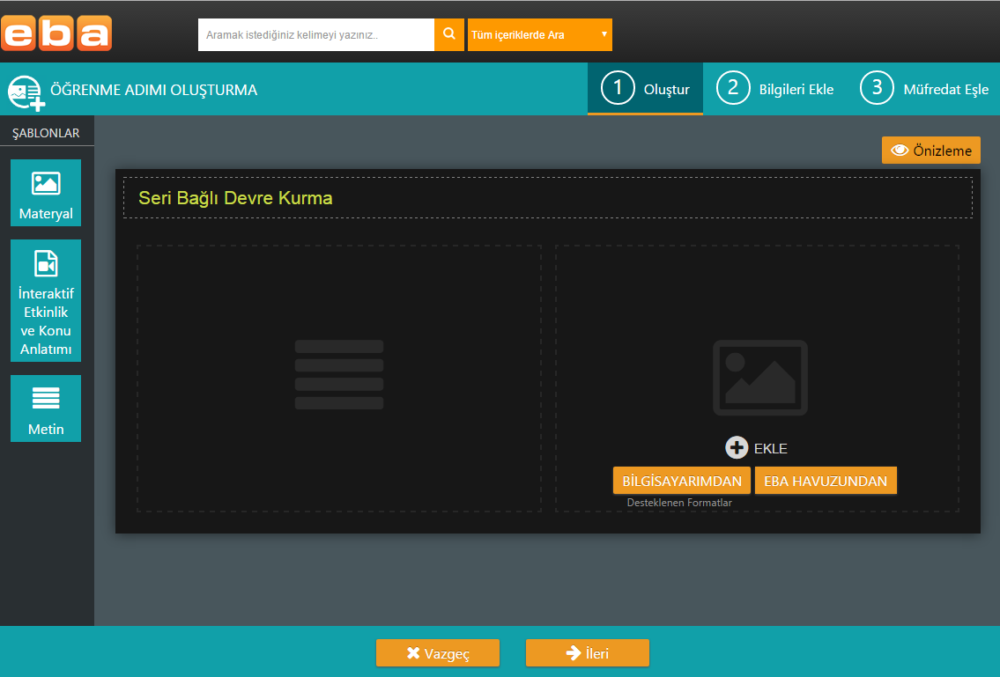 eba
Aramak istediğiniz kelimeyi yazınız..
Tüm içeriklerde Ara
ÖĞRENME ADIMI OLUŞTURMA
1 Oluştur
2 Bilgileri Ekle
3 Müfredat Eşle
ŞABLONLAR
Önizleme
Materyal
İnteraktif
Etkinlik
ve Konu
Anlatımı
Metin
Seri Bağlı Devre Kurma
EKLE
BİLGİSAYARIMDAN
EBA HAVUZUNDAN
Desteklenen Formatlar
Vazgeç
İleri